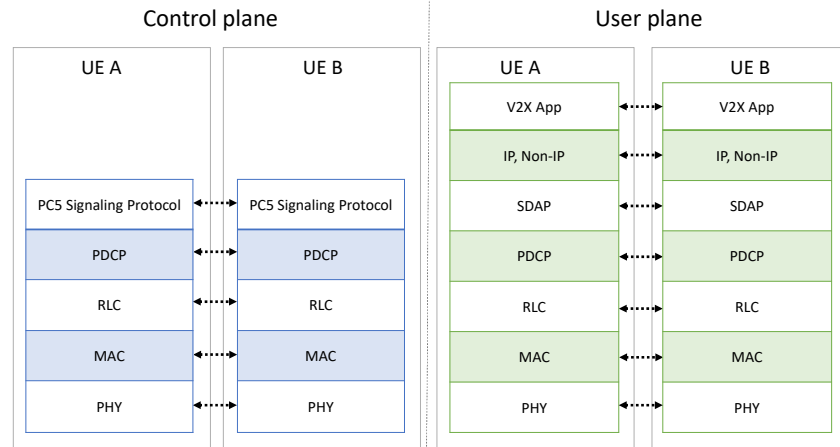 Control plane
User plane
UE A
UE B
UE A
UE B
PC5 Signaling Protocol
PC5 Signaling Protocol
PDCP
PDCP
RLC
RLC
MAC
MAC
PHY
PHY
V2X App
V2X App
IP, Non-IP
IP, Non-IP
SDAP
SDAP
PDCP
PDCP
RLC
RLC
MAC
MAC
PHY
PHY